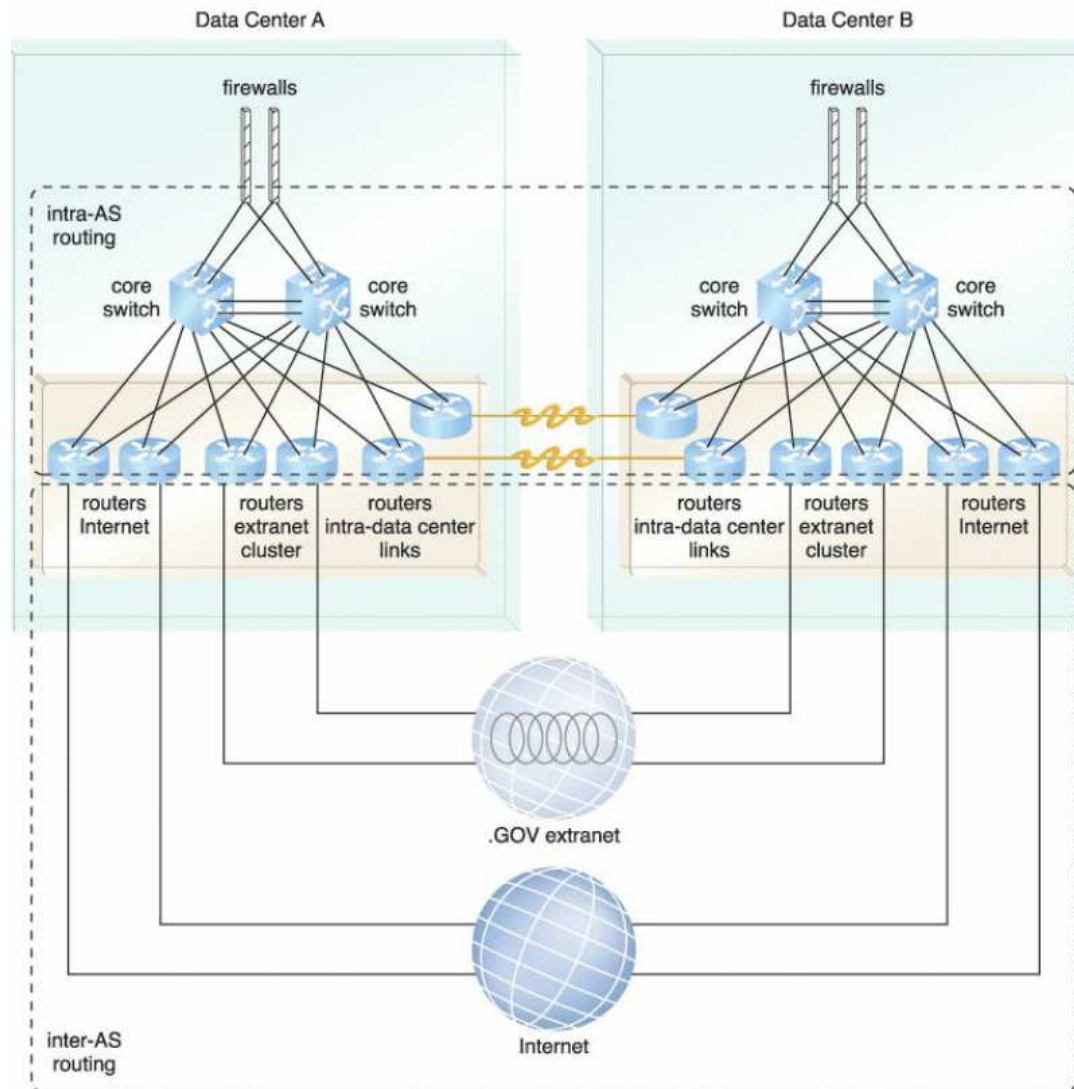 Data Center A
Data Center B
firewalls
firewalls
intra-AS
routing
core
switch
core
switch
core
switch
core
switch
routers
Internet
routers
extranet
cluster
routers
intra-data center
links
routers
intra-data center
links
routers
extranet
cluster
routers
Internet
.GOV extranet
Internet
inter-AS
routing